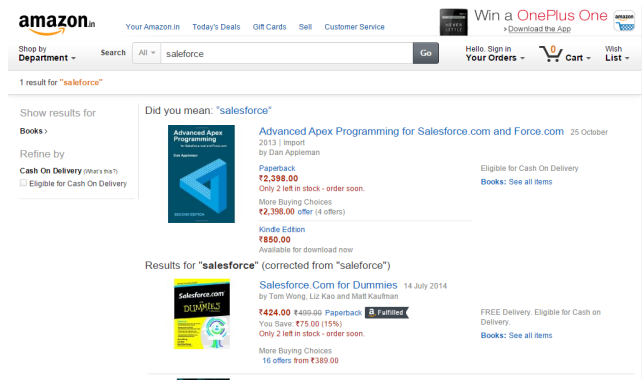 amazon.in
Your Amazon.in Today's Deals Gift Cards Sell Customer Service
Win a OnePlus One
Download the App
amazon
Shop by
Department
Search
All
saleforce
Go
Hello. Sign in
Your Orders
0
Cart
Wish
List
1 result for "saleforce"
Show results for
Books
Refine by
Cash On Delivery (What's this?)
Eligible for Cash On Delivery
Did you mean: "salesforce"
Advanced Apex
Programming
for Salesforce.com and Force.com
Dan Appleman
SECOND EDITION
Advanced Apex Programming for Salesforce.com and Force.com 25 October
2013 | Import
by Dan Appleman
Paperback
₹2,398.00
Only 2 left in stock - order soon.
More Buying Choices
₹2,398.00 offer (4 offers)
Kindle Edition
₹850.00
Available for download now
Eligible for Cash On Delivery
Books: See all items
Results for "salesforce" (corrected from "saleforce")
Salesforce.com
DUMMIES
Salesforce.Com for Dummies 14 July 2014
by Tom Wong, Liz Kao and Matt Kaufman
₹424.00 ₹499.00 Paperback a Fulfilled
You Save: ₹75.00 (15%)
Only 2 left in stock - order soon.
More Buying Choices
16 offers from ₹389.00
FREE Delivery. Eligible for Cash on
Delivery.
Books: See all items